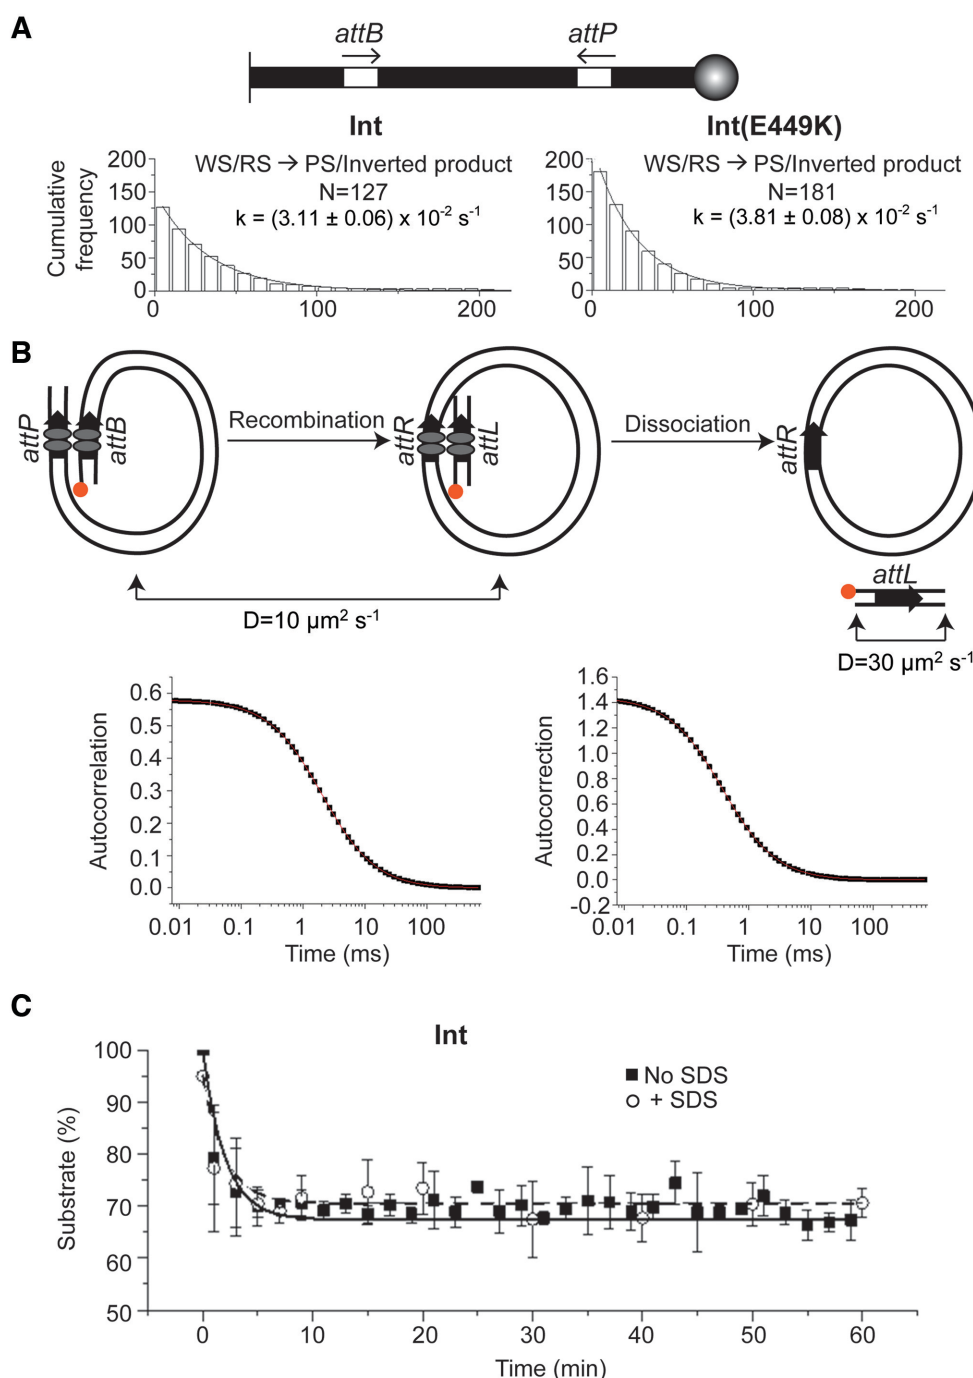 A
attB
attP
Int
Int(E449K)
WS/RS → PS/Inverted product
N=127
k = (3.11 ± 0.06) x 10⁻² s⁻¹
WS/RS → PS/Inverted product
N=181
k = (3.81 ± 0.08) x 10⁻² s⁻¹
Cumulative
frequency
200
150
100
50
0
0
100
200
200
150
100
50
0
0
100
200
B
attP
attB
Recombination
attR
attL
Dissociation
attR
attL
D=10 µm² s⁻¹
D=30 µm² s⁻¹
Autocorrelation
0.6
0.5
0.4
0.3
0.2
0.1
0.0
0.01
0.1
1
10
100
Time (ms)
Autocorrection
1.6
1.4
1.2
1.0
0.8
0.6
0.4
0.2
0.0
-0.2
0.01
0.1
1
10
100
Time (ms)
C
Int
No SDS
+ SDS
Substrate (%)
100
90
80
70
60
50
0
10
20
30
40
50
60
Time (min)